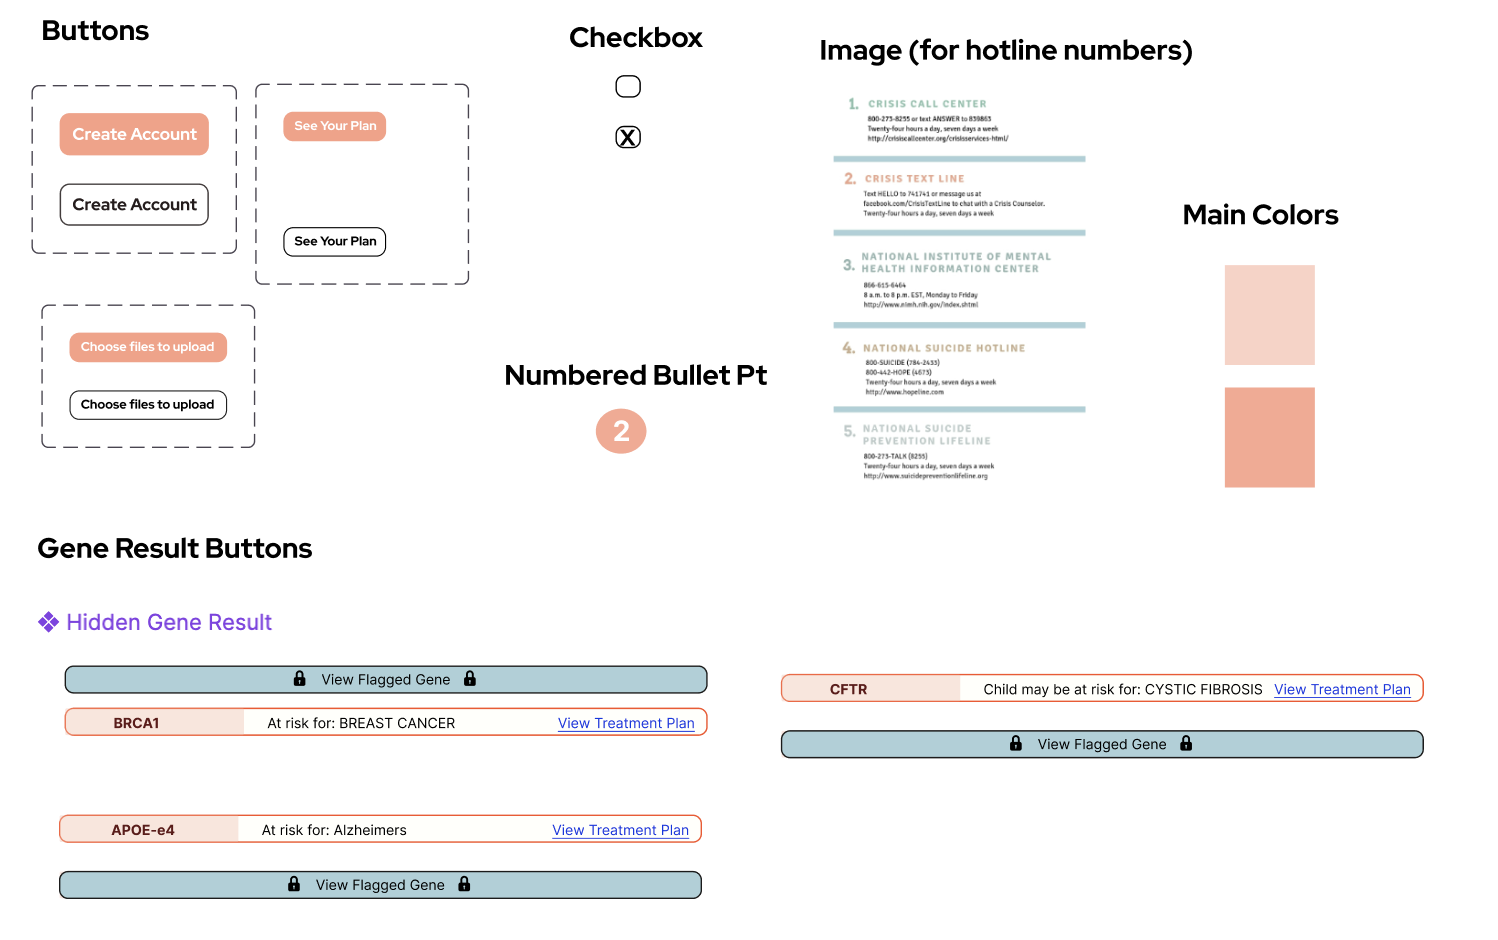 Buttons
Create Account
Create Account
See Your Plan
See Your Plan
Choose files to upload
Choose files to upload
Checkbox
X
Numbered Bullet Pt
2
Image (for hotline numbers)
1. CRISIS CALL CENTER
800-273-8255 or text ANSWER to 839863
Twenty-four hours a day, seven days a week
http://crisiscallcenter.org/crisisservices-html/
2. CRISIS TEXT LINE
Text HELLO to 741741 or message us at
facebook.com/CrisisTextLine to chat with a Crisis Counselor.
Twenty-four hours a day, seven days a week
3. NATIONAL INSTITUTE OF MENTAL
HEALTH INFORMATION CENTER
866-615-6464
8 a.m. to 8 p.m. EST, Monday to Friday
http://www.nimh.nih.gov/index.shtml
4. NATIONAL SUICIDE HOTLINE
800-SUICIDE (784-2433)
800-442-HOPE (4673)
Twenty-four hours a day, seven days a week
http://www.hopeline.com
5. NATIONAL SUICIDE
PREVENTION LIFELINE
800-273-TALK (8255)
Twenty-four hours a day, seven days a week
http://www.suicidepreventionlifeline.org
Main Colors
Gene Result Buttons
Hidden Gene Result
View Flagged Gene
BRCA1 At risk for: BREAST CANCER View Treatment Plan
APOE-e4 At risk for: Alzheimers View Treatment Plan
View Flagged Gene
CFTR Child may be at risk for: CYSTIC FIBROSIS View Treatment Plan
View Flagged Gene